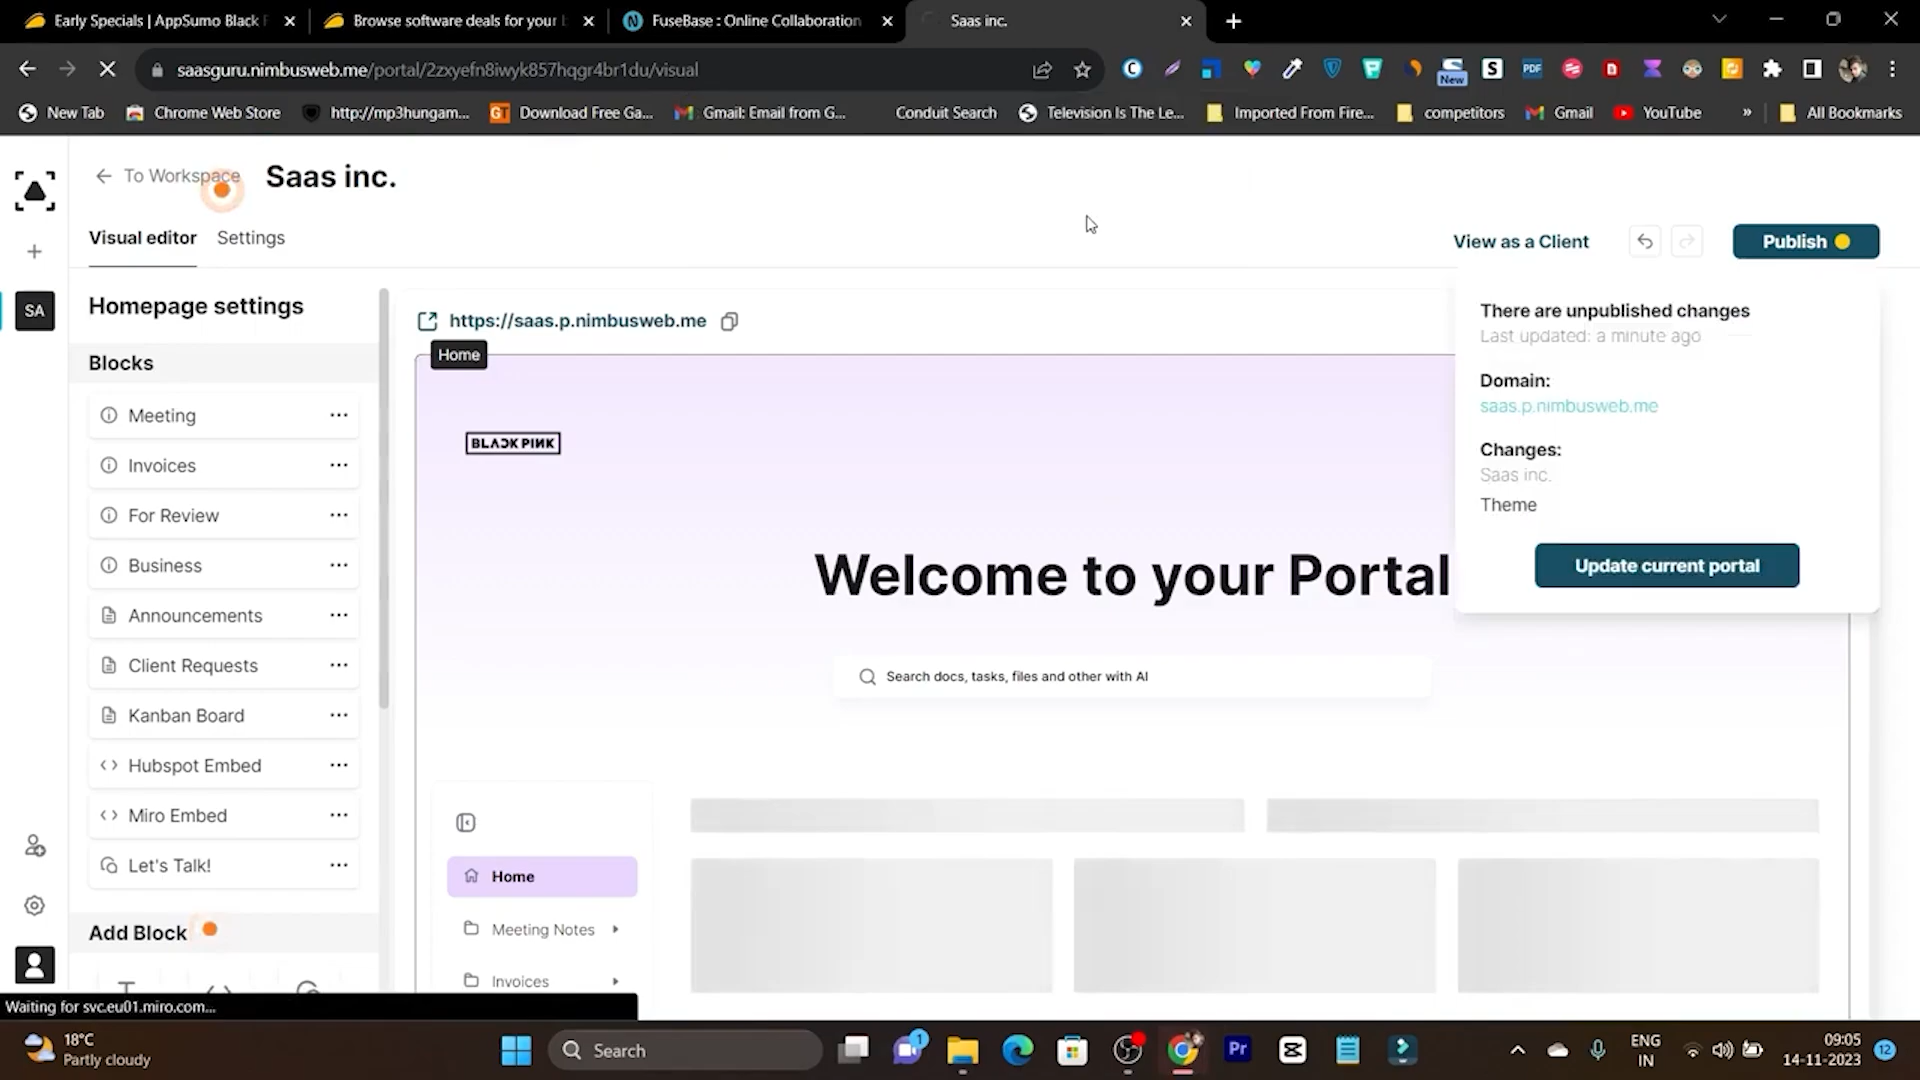 Early Specials | AppSumo Black F
Browse software deals for your b
FuseBase : Online Collaboration
Saas inc.
saasguru.nimbusweb.me/portal/2zxyefn8iwyk857hqgr4br1du/visual
New
New Tab
Chrome Web Store
http://mp3hungam...
Download Free Ga...
Gmail: Email from G...
Conduit Search
Television Is The Le...
Imported From Fire...
competitors
Gmail
YouTube
»
All Bookmarks
To Workspace
Saas inc.
Visual editor
Settings
View as a Client
Publish
SA
Homepage settings
Blocks
Meeting
Invoices
For Review
Business
Announcements
Client Requests
Kanban Board
Hubspot Embed
Miro Embed
Let's Talk!
Add Block
https://saas.p.nimbusweb.me
Home
BLACKPINK
Welcome to your Portal
Search docs, tasks, files and other with AI
Home
Meeting Notes
Invoices
There are unpublished changes
Last updated: a minute ago
Domain:
saas.p.nimbusweb.me
Changes:
Saas inc.
Theme
Update current portal
Waiting for svc.eu01.miro.com...
18°C
Partly cloudy
Search
1
Pr
ENG
IN
09:05
14-11-2023
12